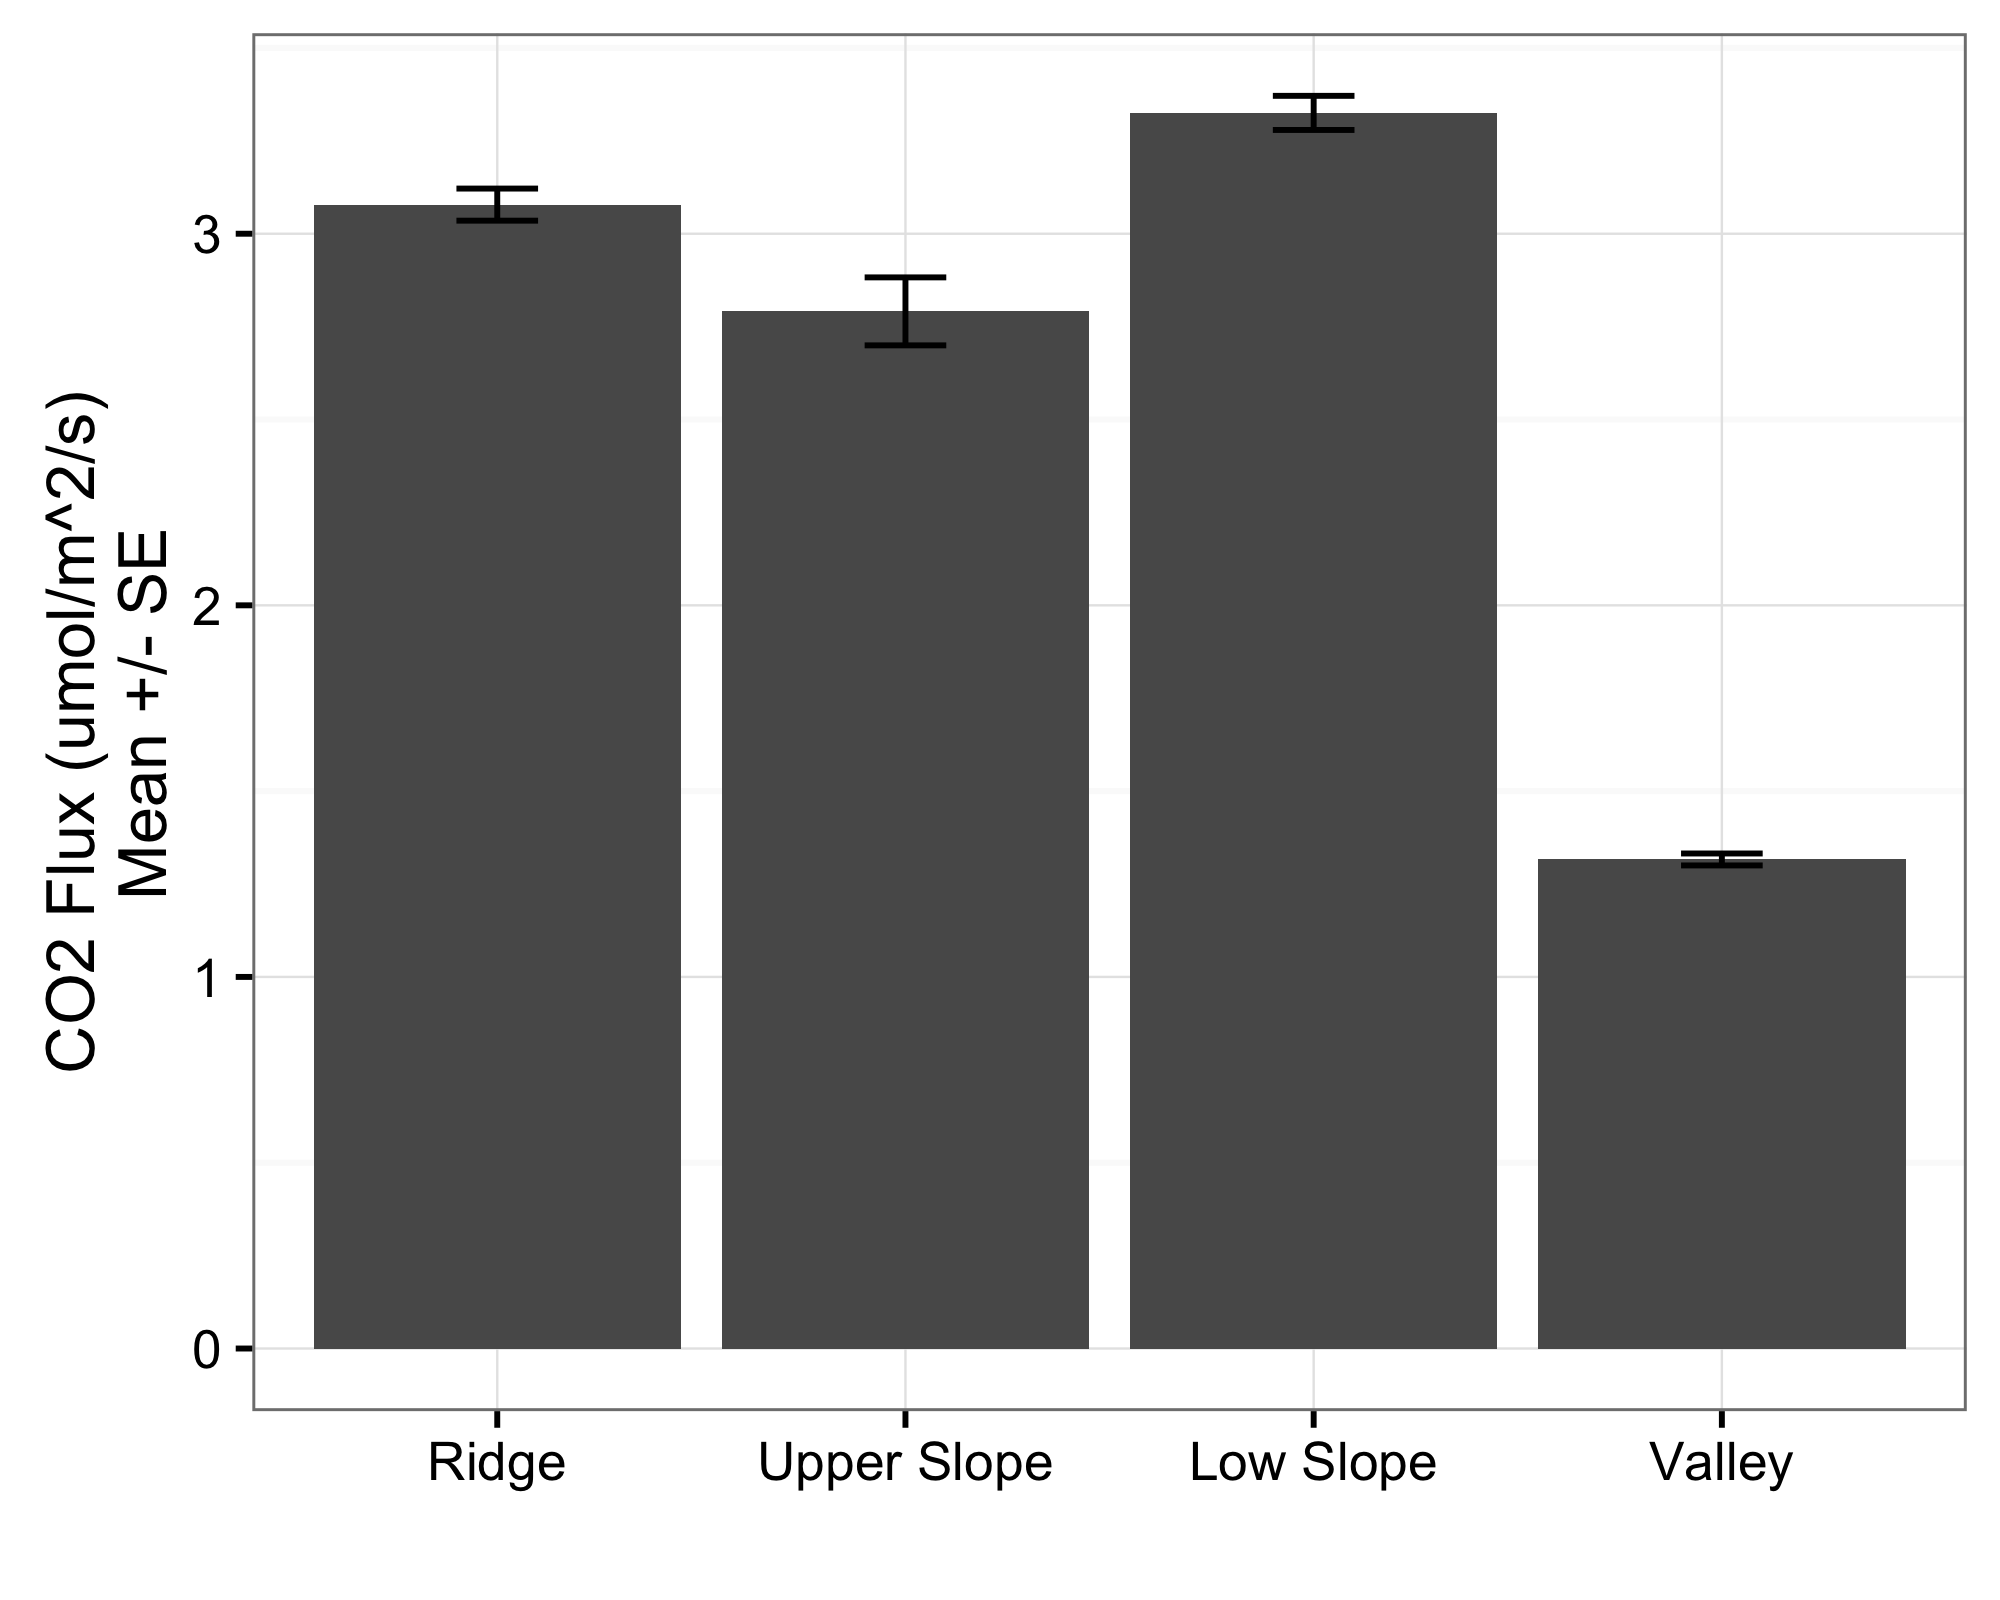 CO2 Flux (umol/m^2/s)
Mean +/- SE
3
2
1
0
Ridge
Upper Slope
Low Slope
Valley